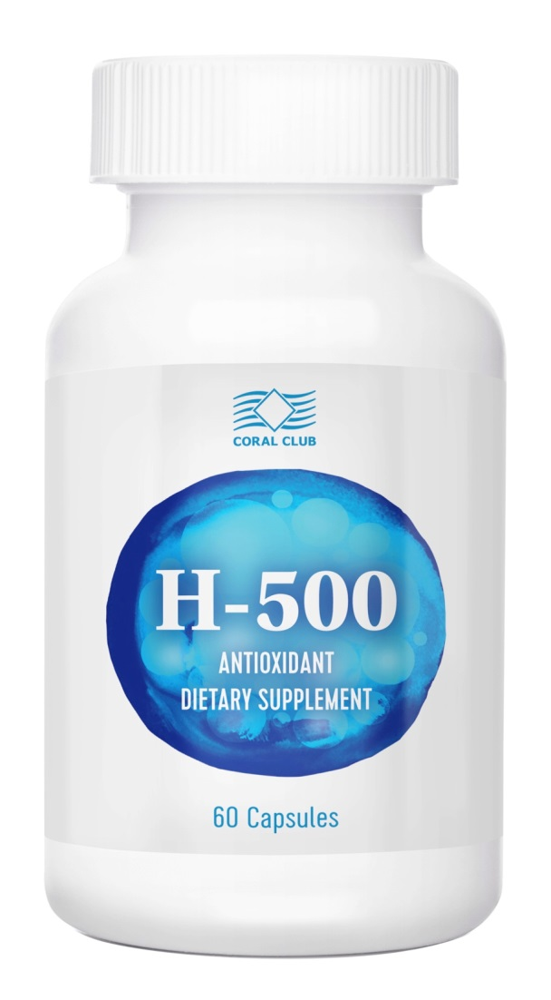 CORAL CLUB
H-500
ANTIOXIDANT
DIETARY SUPPLEMENT
60 Capsules